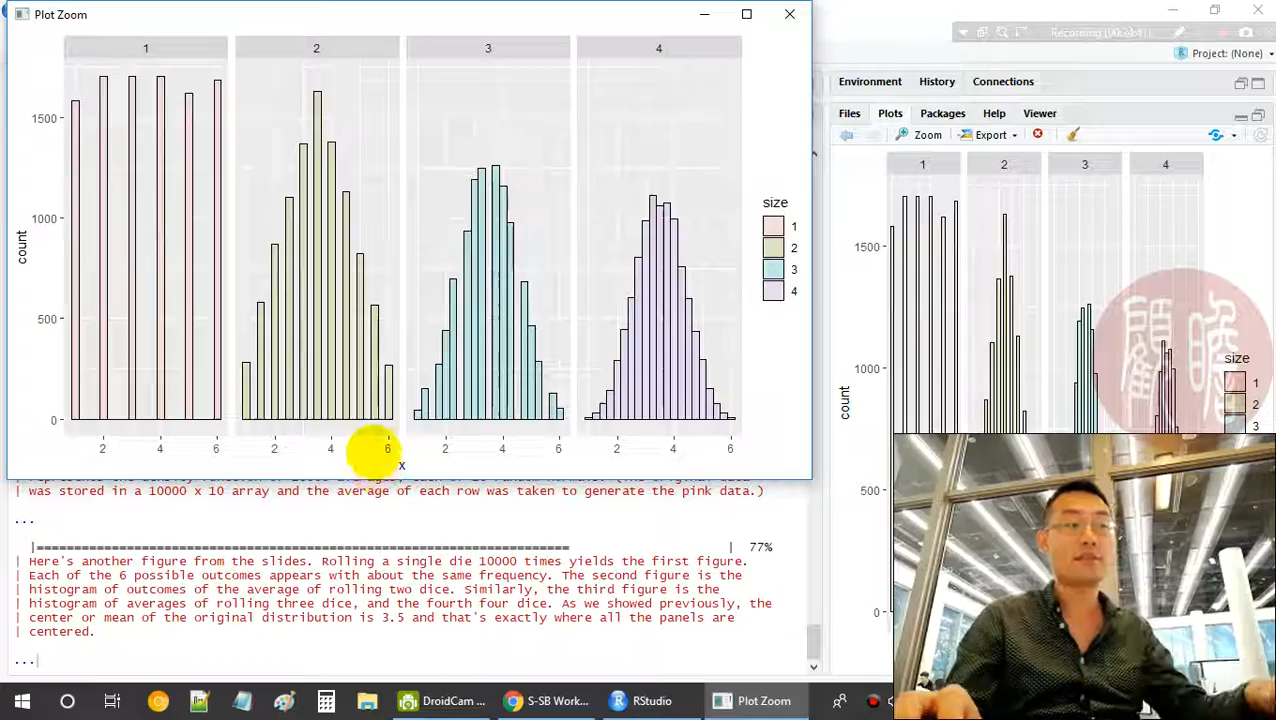 Plot Zoom
1 2 3 4
count
1500
1000
500
0
2 4 6 2 4 6 2 4 6 2 4 6
x
size
1
2
3
4
Project: (None)
Environment History Connections
Files Plots Packages Help Viewer
Zoom Export
1 2 3 4
count
1500
1000
500
0
size
1
2
3
顧瞻
| was stored in a 10000 x 10 array and the average of each row was taken to generate the pink data.)
...
|======================================================================= | 77%
| Here's another figure from the slides. Rolling a single die 10000 times yields the first figure.
| Each of the 6 possible outcomes appears with about the same frequency. The second figure is the
| histogram of outcomes of the average of rolling two dice. Similarly, the third figure is the
| histogram of averages of rolling three dice, and the fourth four dice. As we showed previously, the
| center or mean of the original distribution is 3.5 and that's exactly where all the panels are
| centered.
...
DroidCam ...
S-SB Work...
RStudio
Plot Zoom